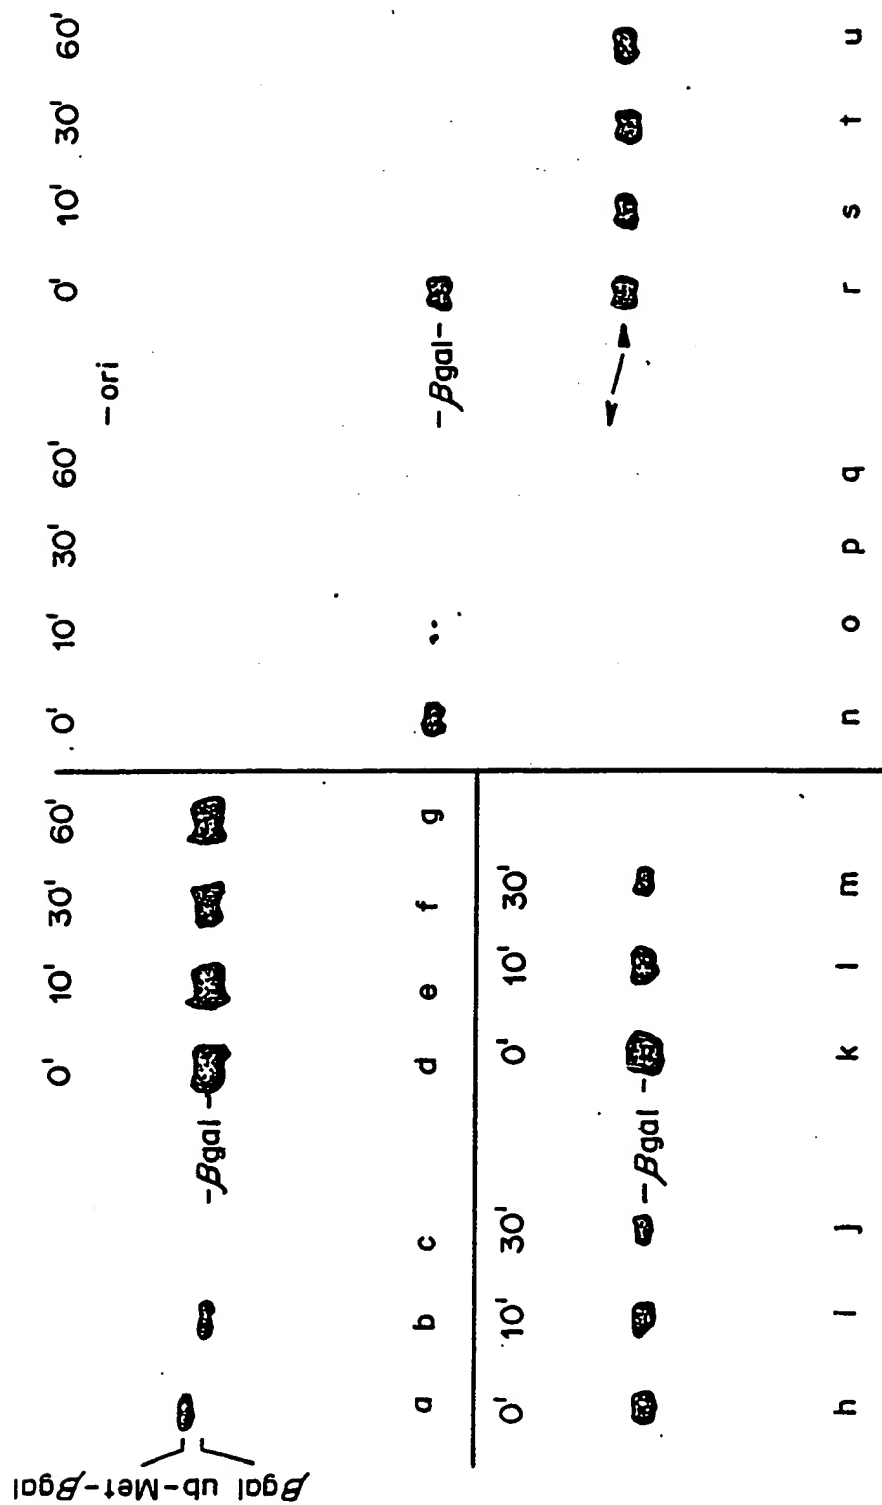 0' 10' 30' 60'
0' 10' 30' 60'
0' 10' 30' 60'
-ori
ub-Met-βgal
βgal
-βgal-
-βgal-
a b c d e f g
0' 10' 30'
0' 10' 30'
-βgal-
h i j k l m
n o p q r s t u